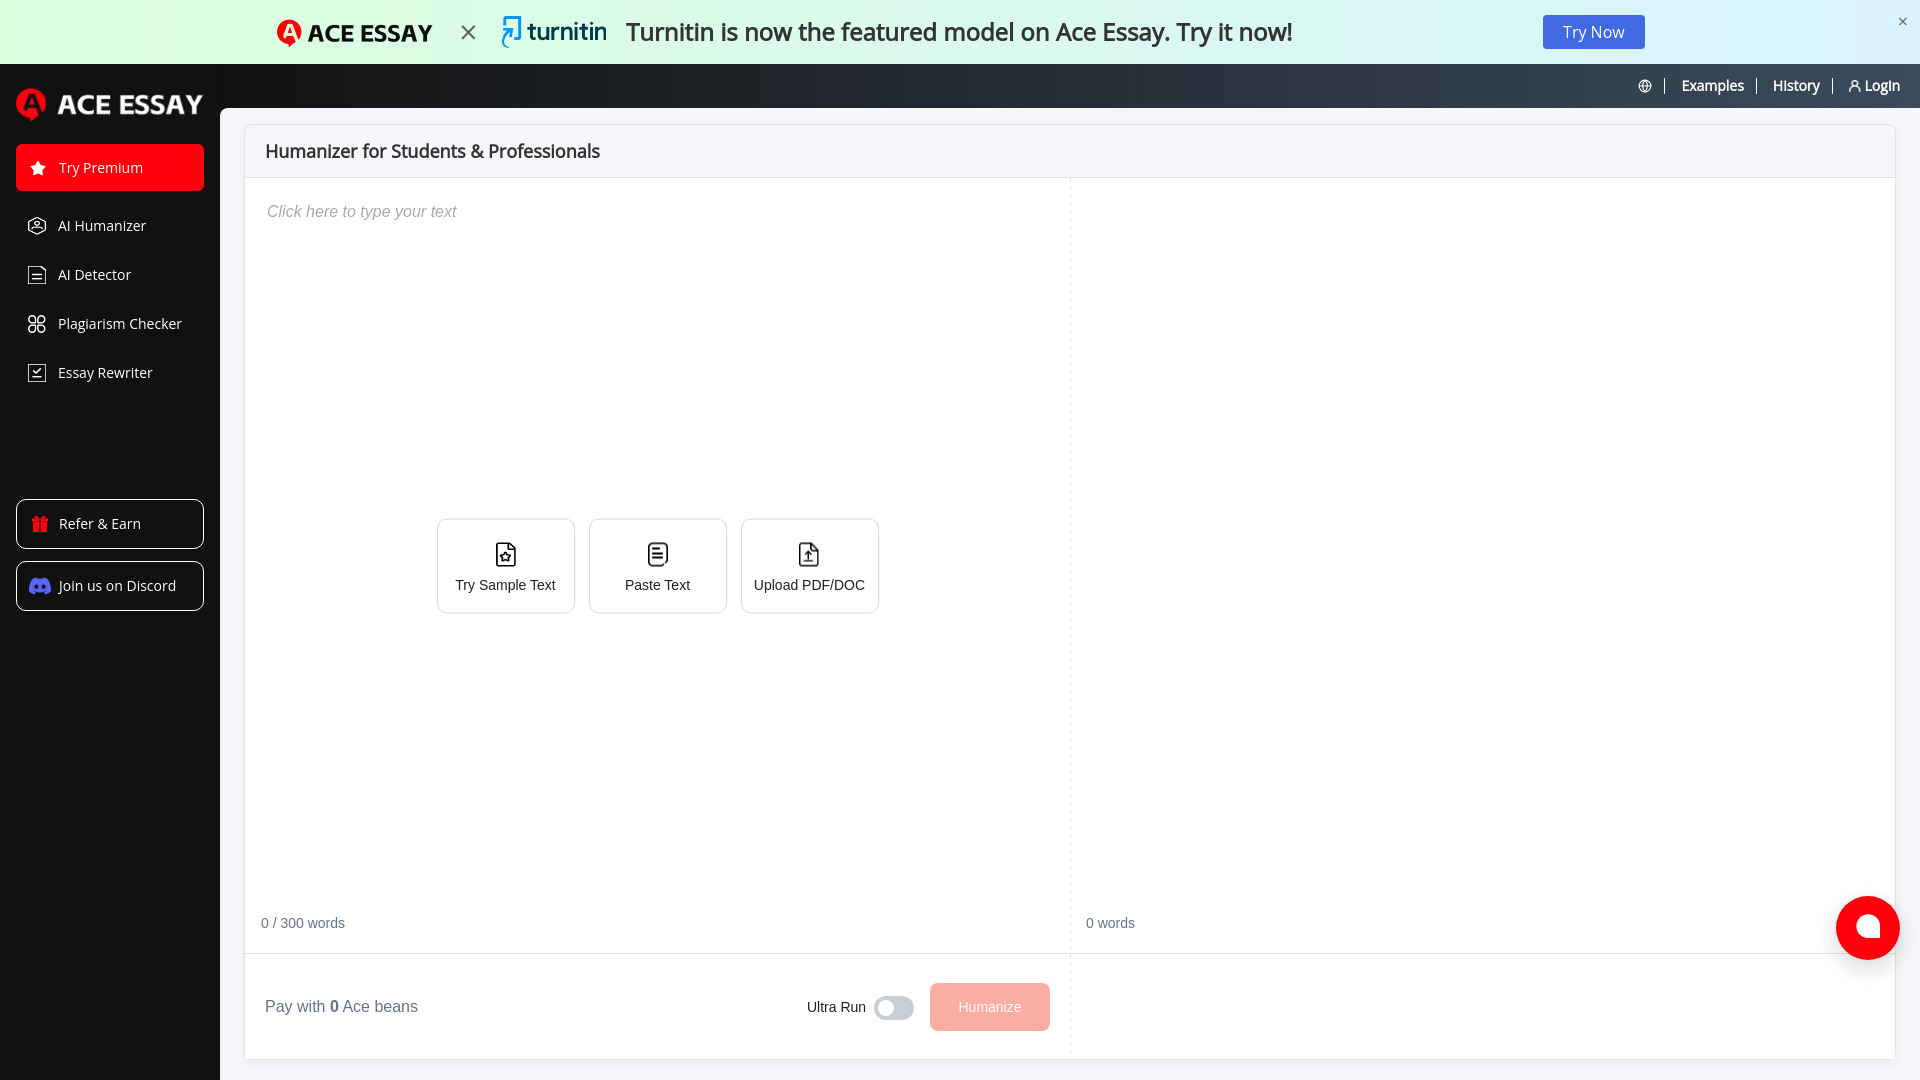 ACE ESSAY
turnitin
Turnitin is now the featured model on Ace Essay. Try it now!
Try Now
ACE ESSAY
Examples
History
Login
Try Premium
AI Humanizer
AI Detector
Plagiarism Checker
Essay Rewriter
Refer & Earn
Join us on Discord
Humanizer for Students & Professionals
Click here to type your text
Try Sample Text
Paste Text
Upload PDF/DOC
0 / 300 words
0 words
Pay with 0 Ace beans
Ultra Run
Humanize